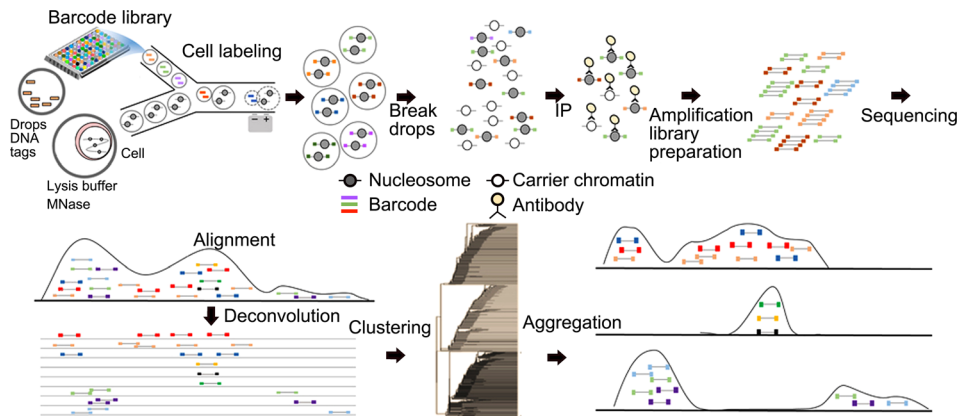 Barcode library
Cell labeling
Drops
DNA
tags
Cell
Lysis buffer
MNase
− +
Break
drops
IP
Amplification
library
preparation
Sequencing
Nucleosome
Carrier chromatin
Barcode
Antibody
Alignment
Deconvolution
Clustering
Aggregation